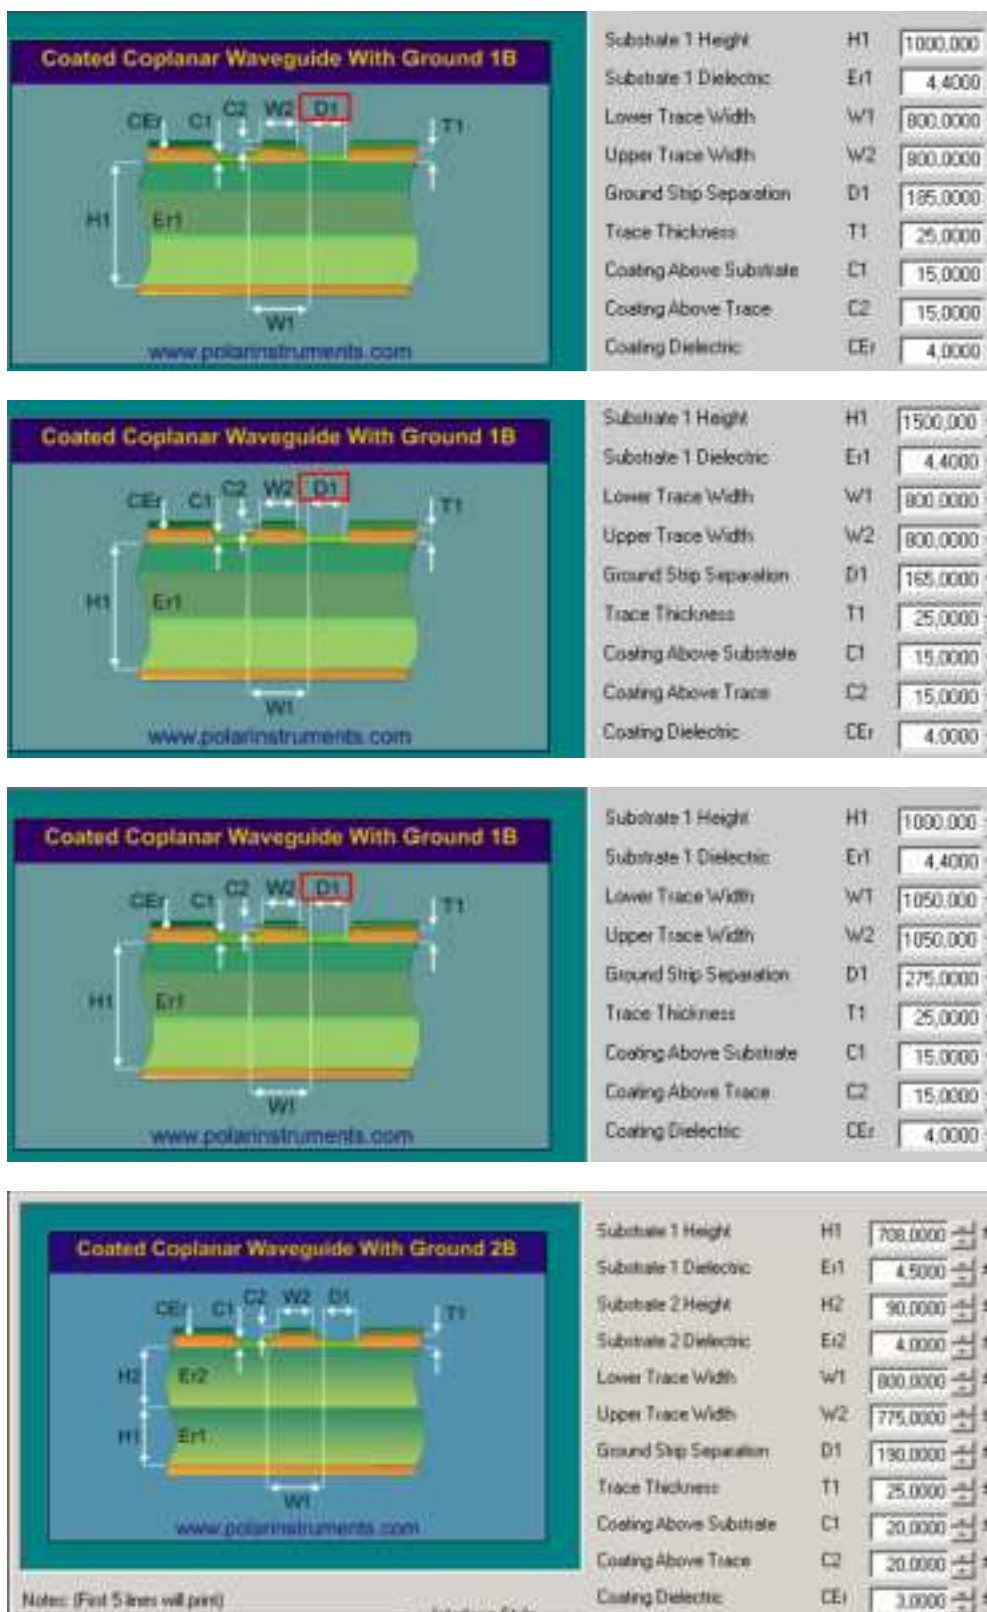 Coated Coplanar Waveguide With Ground 1B
CEr C1 C2 W2 D1 T1
H1 Er1
W1
www.polarinstruments.com
Substrate 1 Height H1 1000.000
Substrate 1 Dielectric Er1 4.4000
Lower Trace Width W1 800.0000
Upper Trace Width W2 800.0000
Ground Strip Separation D1 185.0000
Trace Thickness T1 25.0000
Coating Above Substrate C1 15.0000
Coating Above Trace C2 15.0000
Coating Dielectric CEr 4.0000
Coated Coplanar Waveguide With Ground 1B
CEr C1 C2 W2 D1 T1
H1 Er1
W1
www.polarinstruments.com
Substrate 1 Height H1 1500.000
Substrate 1 Dielectric Er1 4.4000
Lower Trace Width W1 800.0000
Upper Trace Width W2 800.0000
Ground Strip Separation D1 165.0000
Trace Thickness T1 25.0000
Coating Above Substrate C1 15.0000
Coating Above Trace C2 15.0000
Coating Dielectric CEr 4.0000
Coated Coplanar Waveguide With Ground 1B
CEr C1 C2 W2 D1 T1
H1 Er1
W1
www.polarinstruments.com
Substrate 1 Height H1 1000.000
Substrate 1 Dielectric Er1 4.4000
Lower Trace Width W1 1050.000
Upper Trace Width W2 1050.000
Ground Strip Separation D1 275.0000
Trace Thickness T1 25.0000
Coating Above Substrate C1 15.0000
Coating Above Trace C2 15.0000
Coating Dielectric CEr 4.0000
Coated Coplanar Waveguide With Ground 2B
CEr C1 C2 W2 D1 T1
H2 Er2
H1 Er1
W1
www.polarinstruments.com
Notes: (First 5 lines will print)
Substrate 1 Height H1 708.0000
Substrate 1 Dielectric Er1 4.5000
Substrate 2 Height H2 90.0000
Substrate 2 Dielectric Er2 4.0000
Lower Trace Width W1 800.0000
Upper Trace Width W2 775.0000
Ground Strip Separation D1 190.0000
Trace Thickness T1 25.0000
Coating Above Substrate C1 20.0000
Coating Above Trace C2 20.0000
Coating Dielectric CEr 3.0000